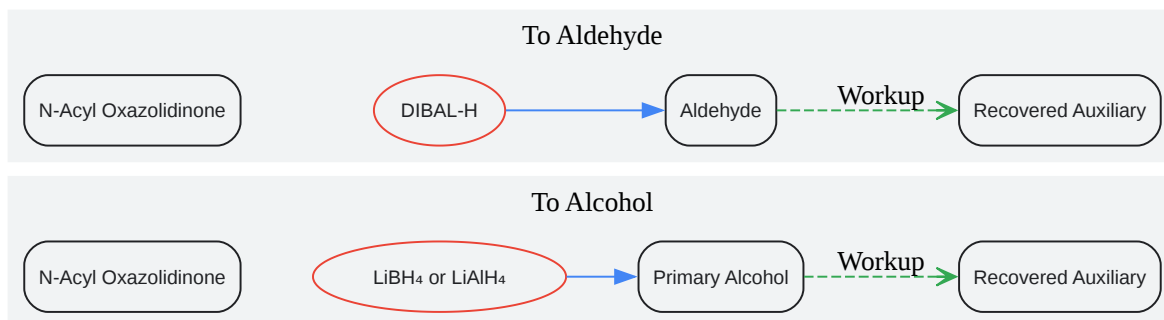 To Aldehyde
N-Acyl Oxazolidinone
DIBAL-H
Aldehyde
Workup
Recovered Auxiliary
To Alcohol
N-Acyl Oxazolidinone
LiBH₄ or LiAlH₄
Primary Alcohol
Workup
Recovered Auxiliary